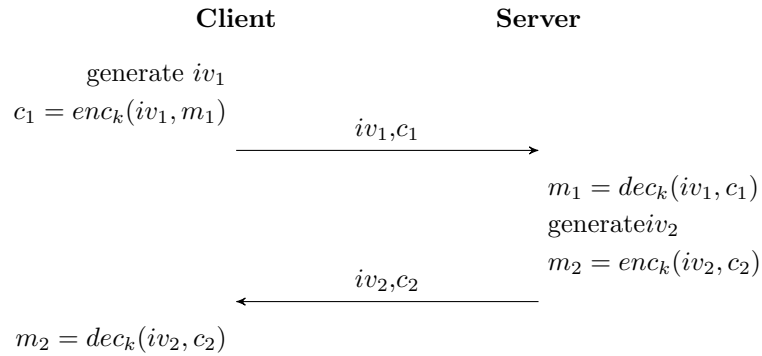 Client Server
generate iv₁
c₁ = enc_k(iv₁, m₁)
iv₁,c₁
m₁ = dec_k(iv₁, c₁)
generateiv₂
m₂ = enc_k(iv₂, c₂)
iv₂,c₂
m₂ = dec_k(iv₂, c₂)